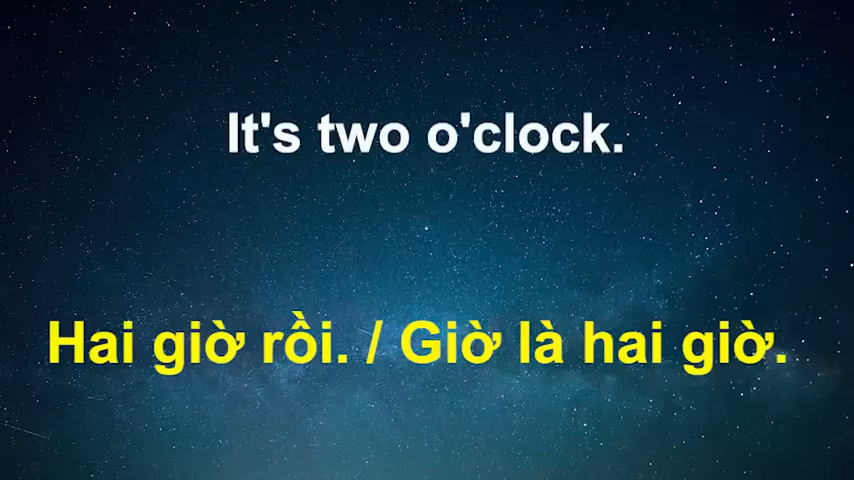 It's two o'clock.
Hai giờ rồi. / Giờ là hai giờ.